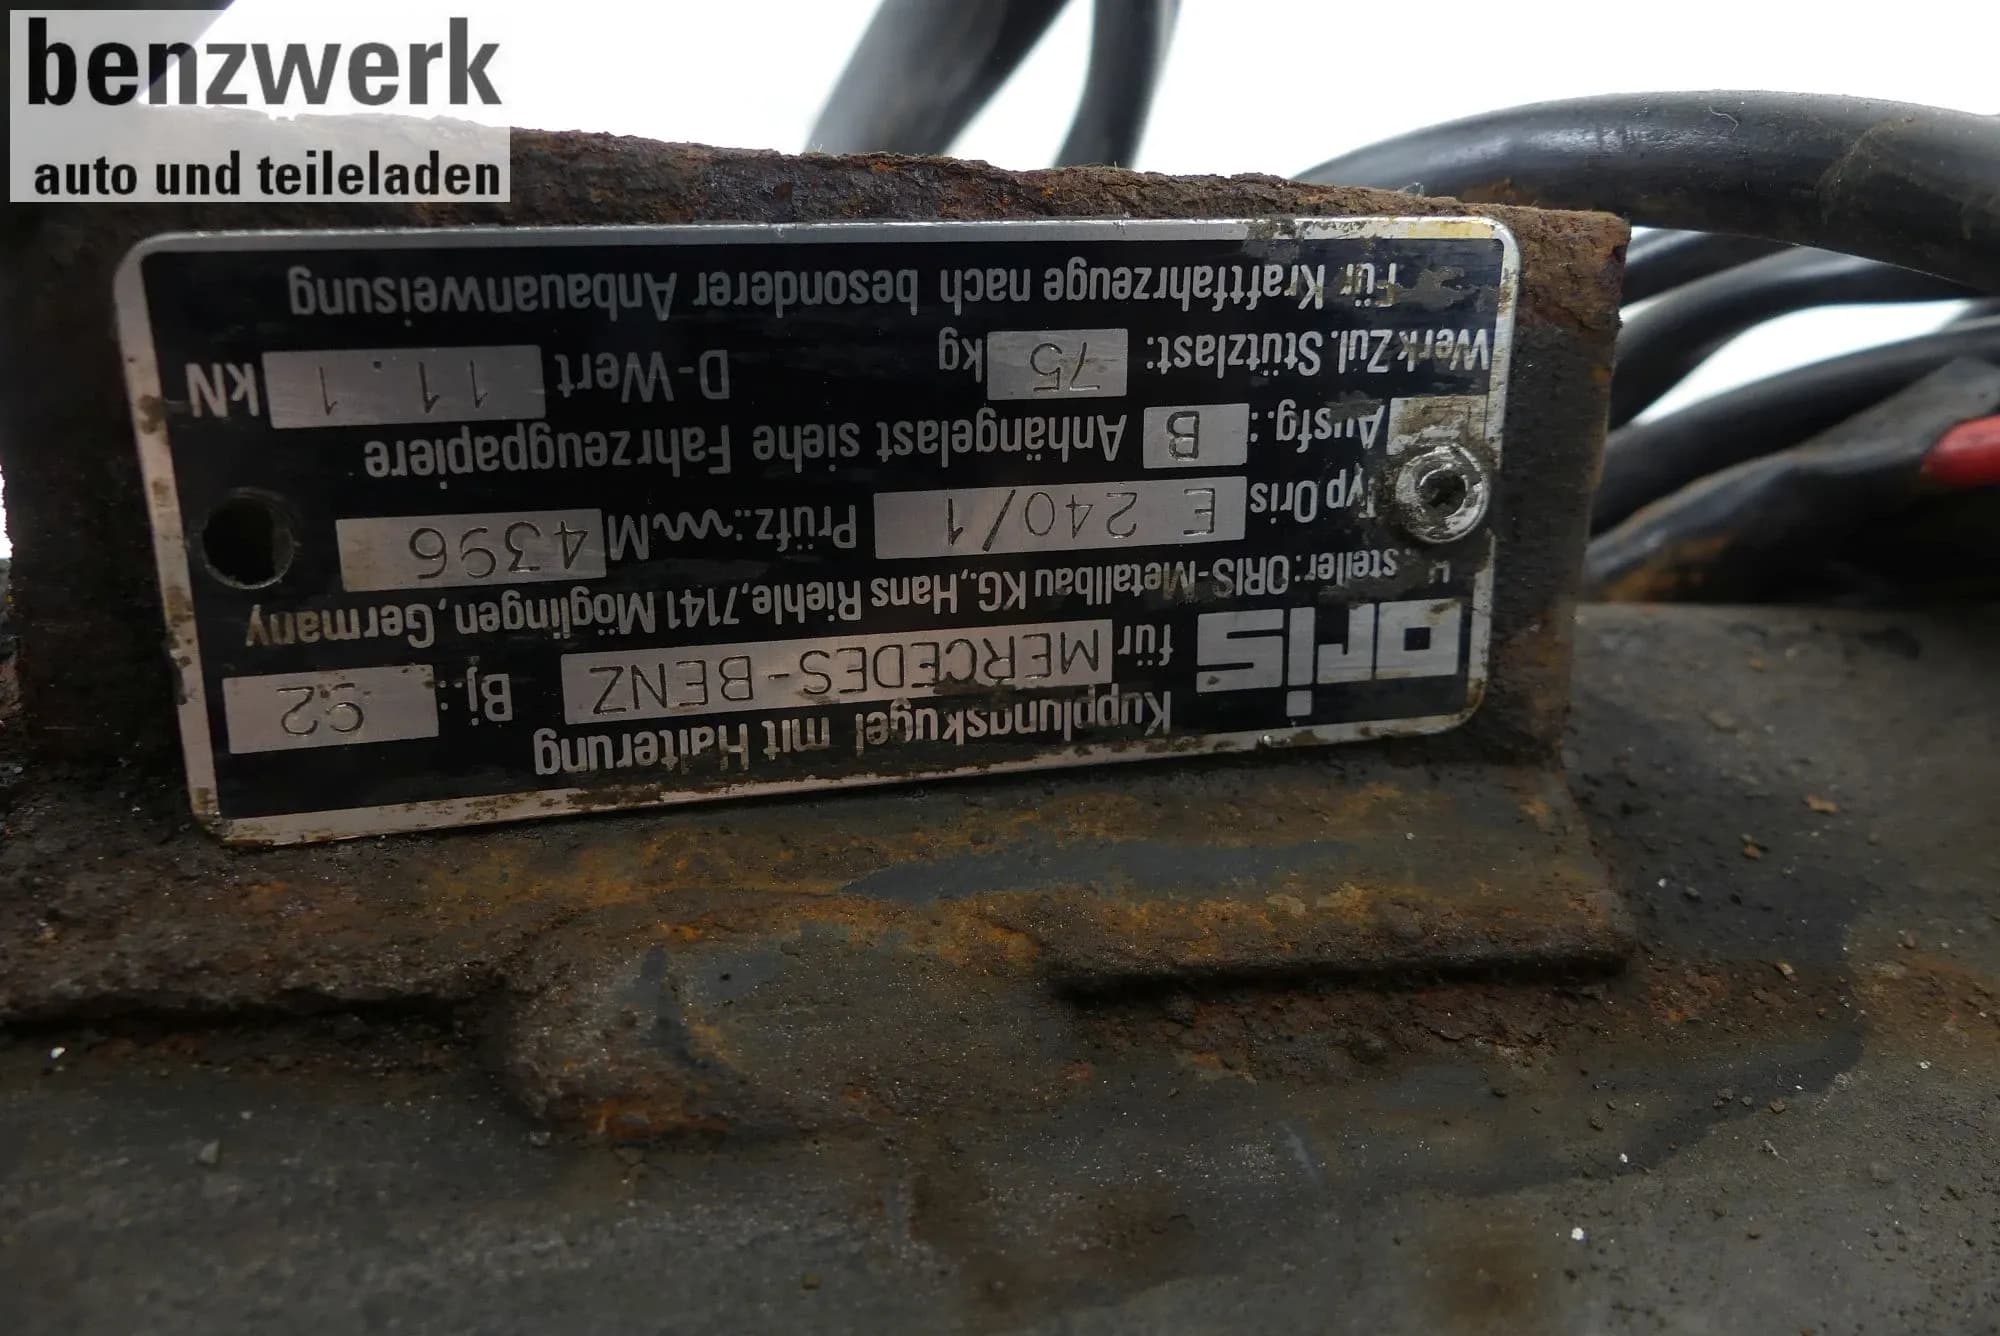 benzwerk
auto und teileladen
Kupplungskugel mit Halterung
oris für MERCEDES-BENZ Bj.: 92
steller: ORIS-Metallbau KG, Hans Riehle, 7141 Möglingen, Germany
Typ Oris E 240/1 Prüfz.: M 4396
Ausfg.: B Anhängelast siehe Fahrzeugpapiere
Werk Zul. Stützlast: 75 kg D-Wert 11.1 kN
Für Kraftfahrzeuge nach besonderer Anbauanweisung